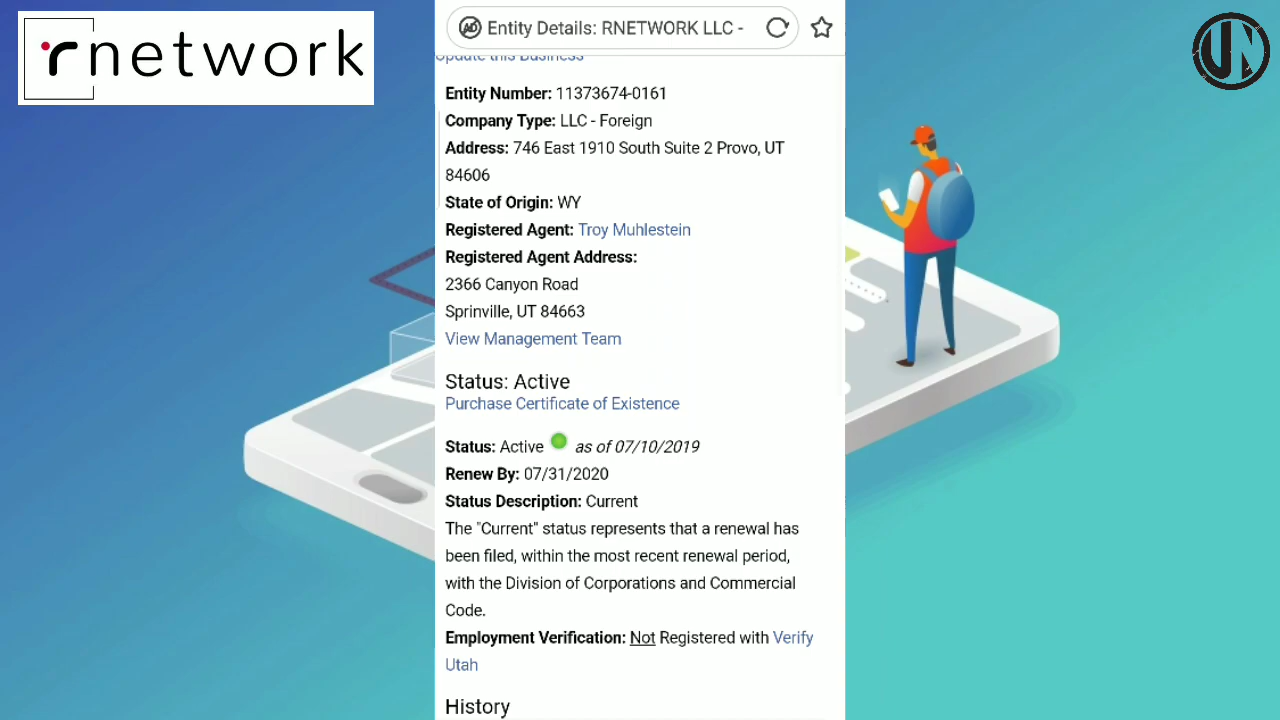 rnetwork
Entity Details: RNETWORK LLC -
Update this Business
Entity Number: 11373674-0161
Company Type: LLC - Foreign
Address: 746 East 1910 South Suite 2 Provo, UT
84606
State of Origin: WY
Registered Agent: Troy Muhlestein
Registered Agent Address:
2366 Canyon Road
Sprinville, UT 84663
View Management Team
Status: Active
Purchase Certificate of Existence
Status: Active as of 07/10/2019
Renew By: 07/31/2020
Status Description: Current
The "Current" status represents that a renewal has
been filed, within the most recent renewal period,
with the Division of Corporations and Commercial
Code.
Employment Verification: Not Registered with Verify
Utah
History